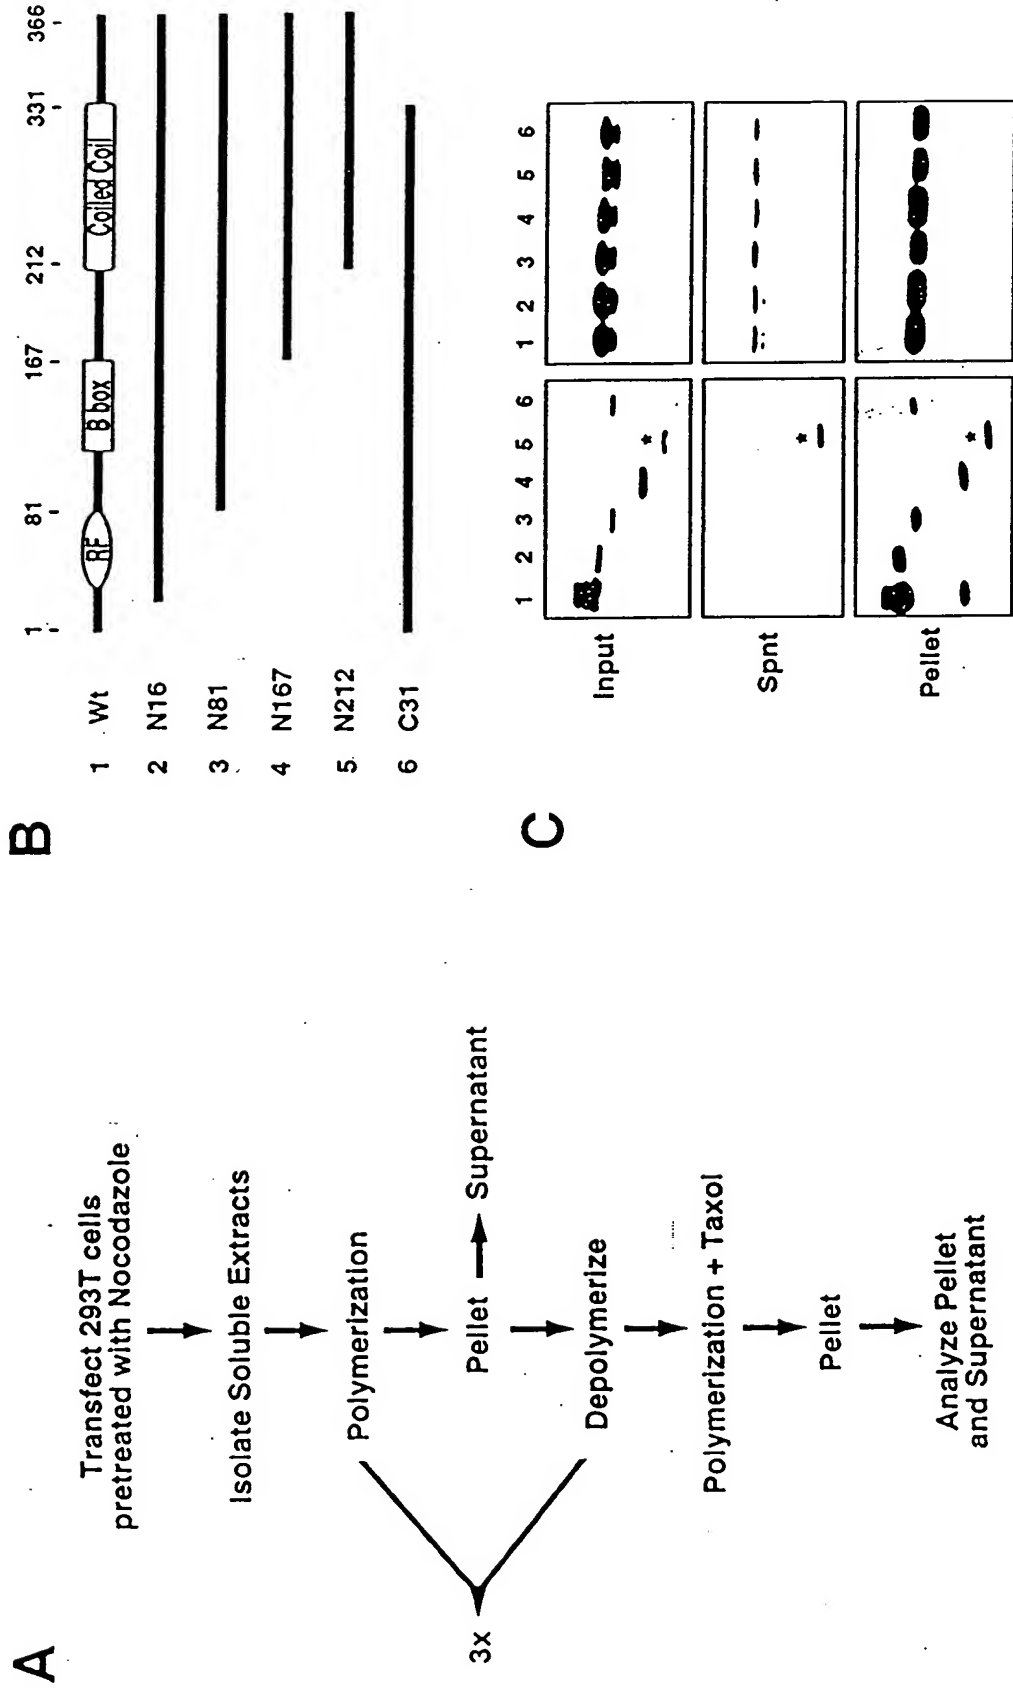 A
Transfect 293T cells
pretreated with Nocodazole
Isolate Soluble Extracts
Polymerization
Pellet
Supernatant
Depolymerize
3x
Polymerization + Taxol
Pellet
Analyze Pellet
and Supernatant
B
1 81 167 212 331 366
1 Wt
RF
B box
Coiled Coil
2 N16
3 N81
4 N167
5 N212
6 C31
C
1 2 3 4 5 6
1 2 3 4 5 6
Input
*
Spnt
*
Pellet
*